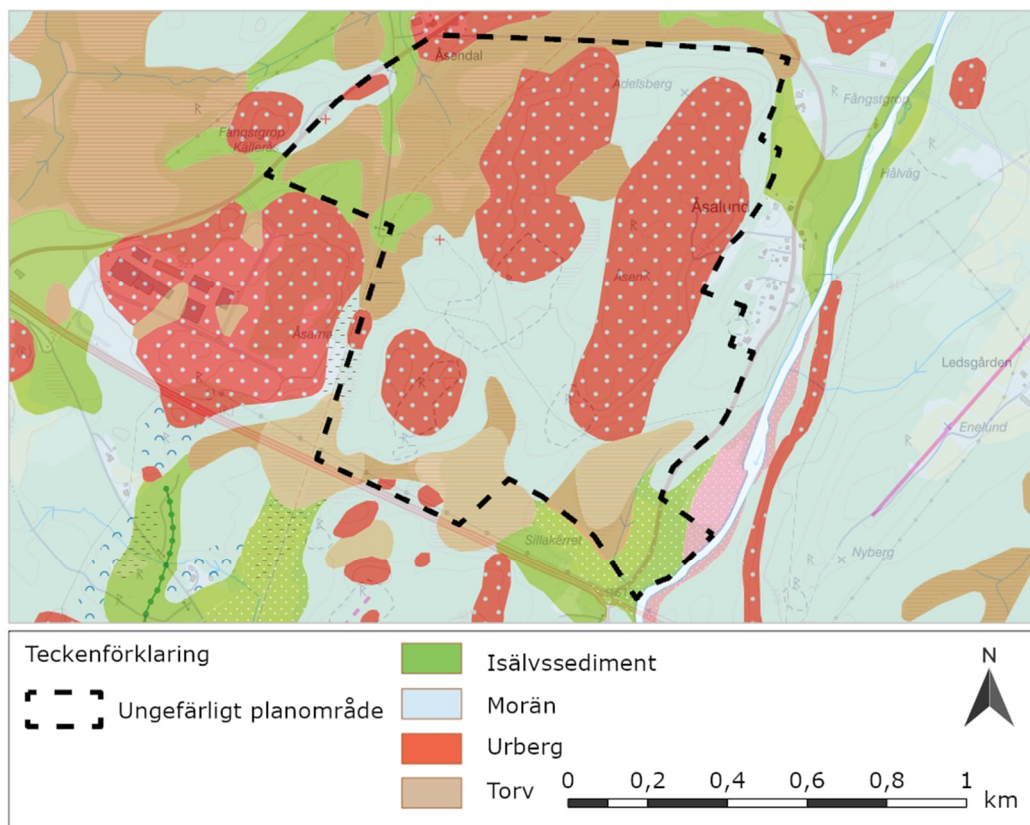 Åsendal
Adelsberg
Fångstgrop
Fångstgrop
Källerås
Hålväg
Åsalund
Åsen
Åsarna
Ledsgården
Enelund
Sillakärret
Nyberg
Teckenförklaring
Ungefärligt planområde
Isälvssediment
Morän
Urberg
Torv
N
0 0,2 0,4 0,6 0,8 1
km